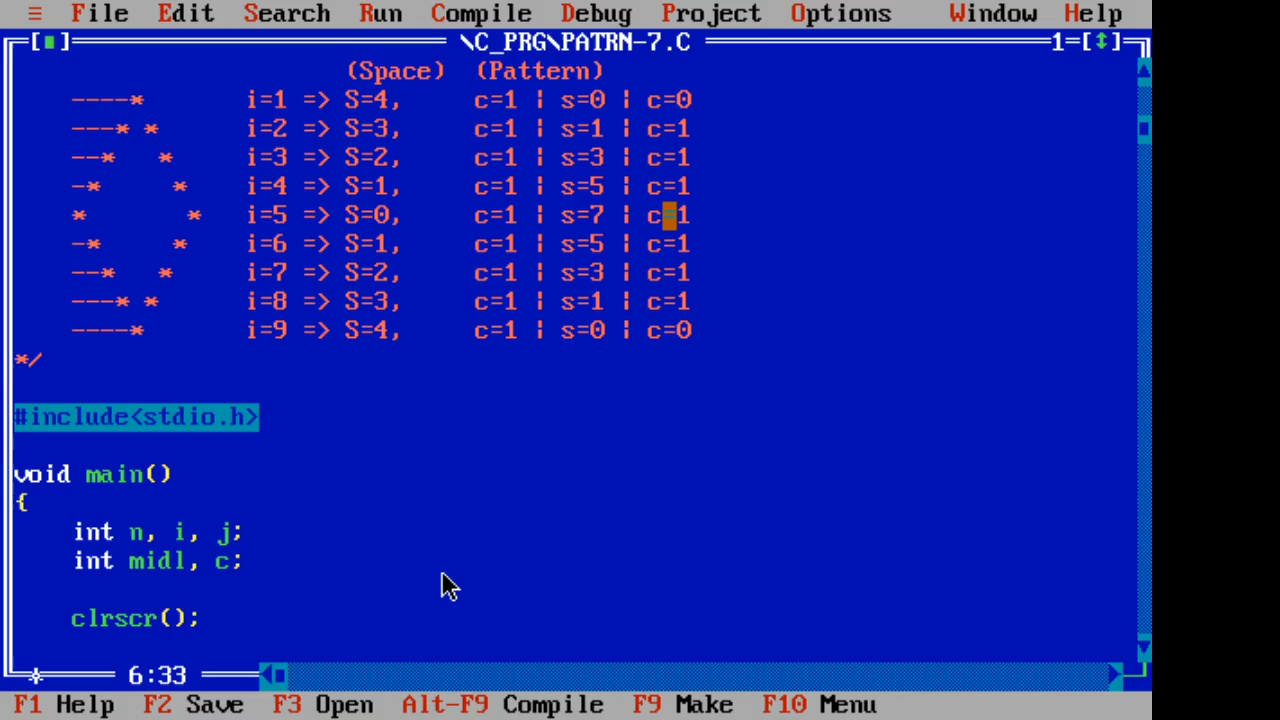 ≡ File Edit Search Run Compile Debug Project Options Window Help
[■] \C_PRG\PATRN-7.C 1=[↕]
(Space) (Pattern)
----*       i=1 => S=4,     c=1 ¦ s=0 ¦ c=0
---* *      i=2 => S=3,     c=1 ¦ s=1 ¦ c=1
--*   *     i=3 => S=2,     c=1 ¦ s=3 ¦ c=1
-*     *    i=4 => S=1,     c=1 ¦ s=5 ¦ c=1
*       *   i=5 => S=0,     c=1 ¦ s=7 ¦ c=1
-*     *    i=6 => S=1,     c=1 ¦ s=5 ¦ c=1
--*   *     i=7 => S=2,     c=1 ¦ s=3 ¦ c=1
---* *      i=8 => S=3,     c=1 ¦ s=1 ¦ c=1
----*       i=9 => S=4,     c=1 ¦ s=0 ¦ c=0
*/
#include<stdio.h>
void main()
{
int n, i, j;
int midl, c;
clrscr();
6:33
F1 Help F2 Save F3 Open Alt-F9 Compile F9 Make F10 Menu